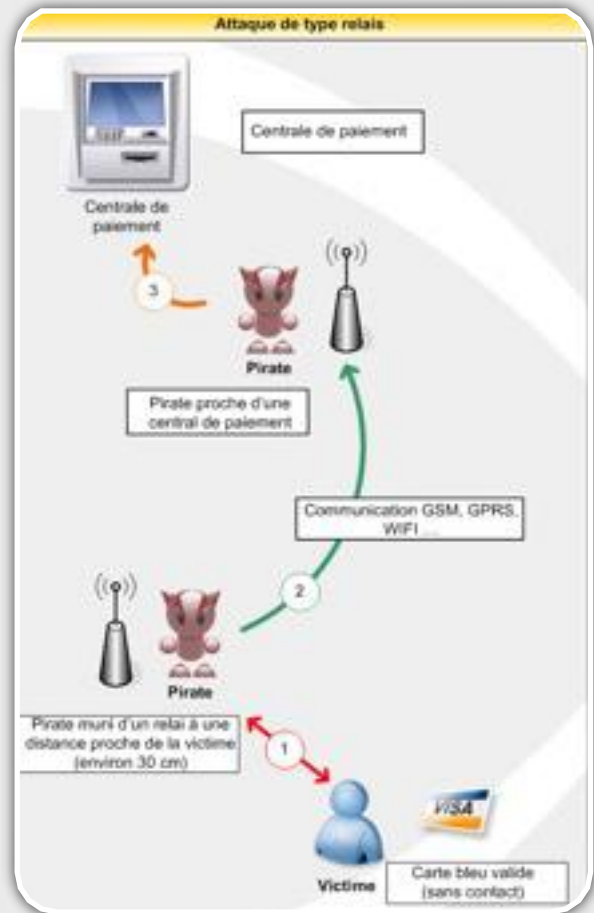 Attaque de type relais
Centrale de paiement
Centrale de
paiement
3
Pirate
Pirate proche d'une
central de paiement
Communication GSM, GPRS,
WIFI ...
2
Pirate
Pirate muni d'un relai à une
distance proche de la victime
(environ 30 cm)
1
VISA
Victime
Carte bleu valide
(sans contact)